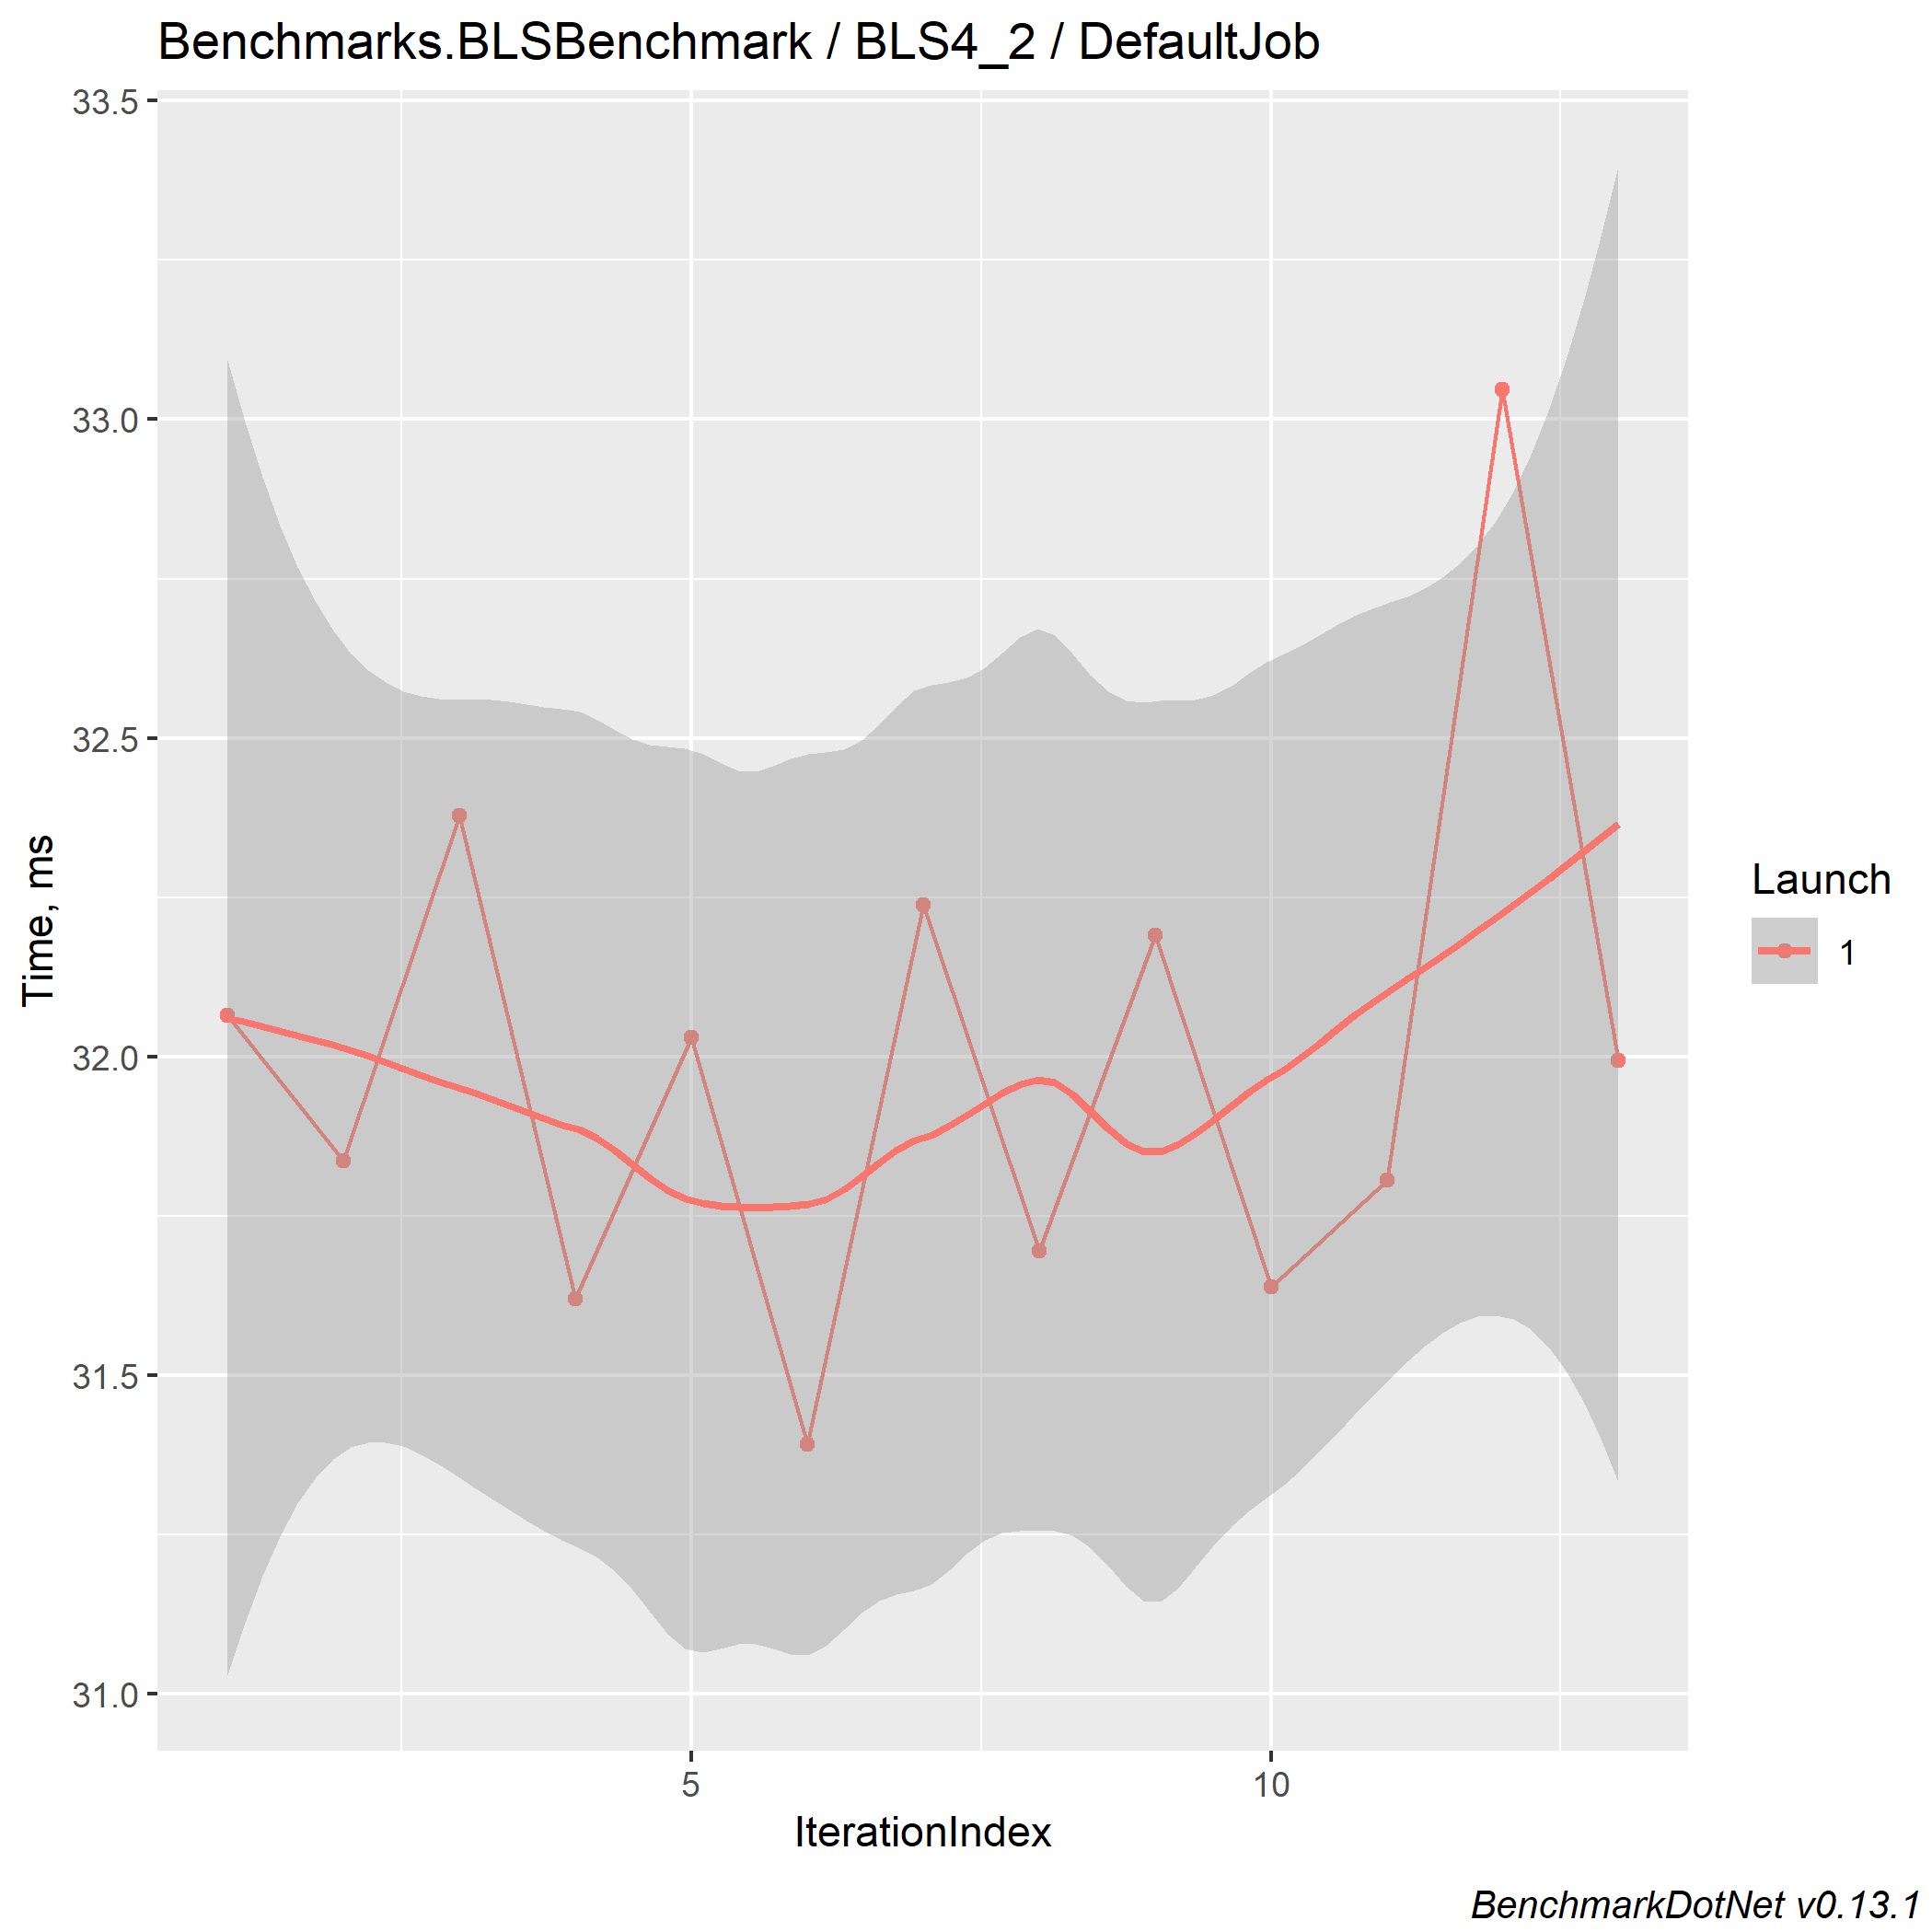 Benchmarks.BLSBenchmark / BLS4_2 / DefaultJob
33.5
33.0
32.5
32.0
31.5
31.0
Time, ms
5
10
IterationIndex
Launch
1
BenchmarkDotNet v0.13.1